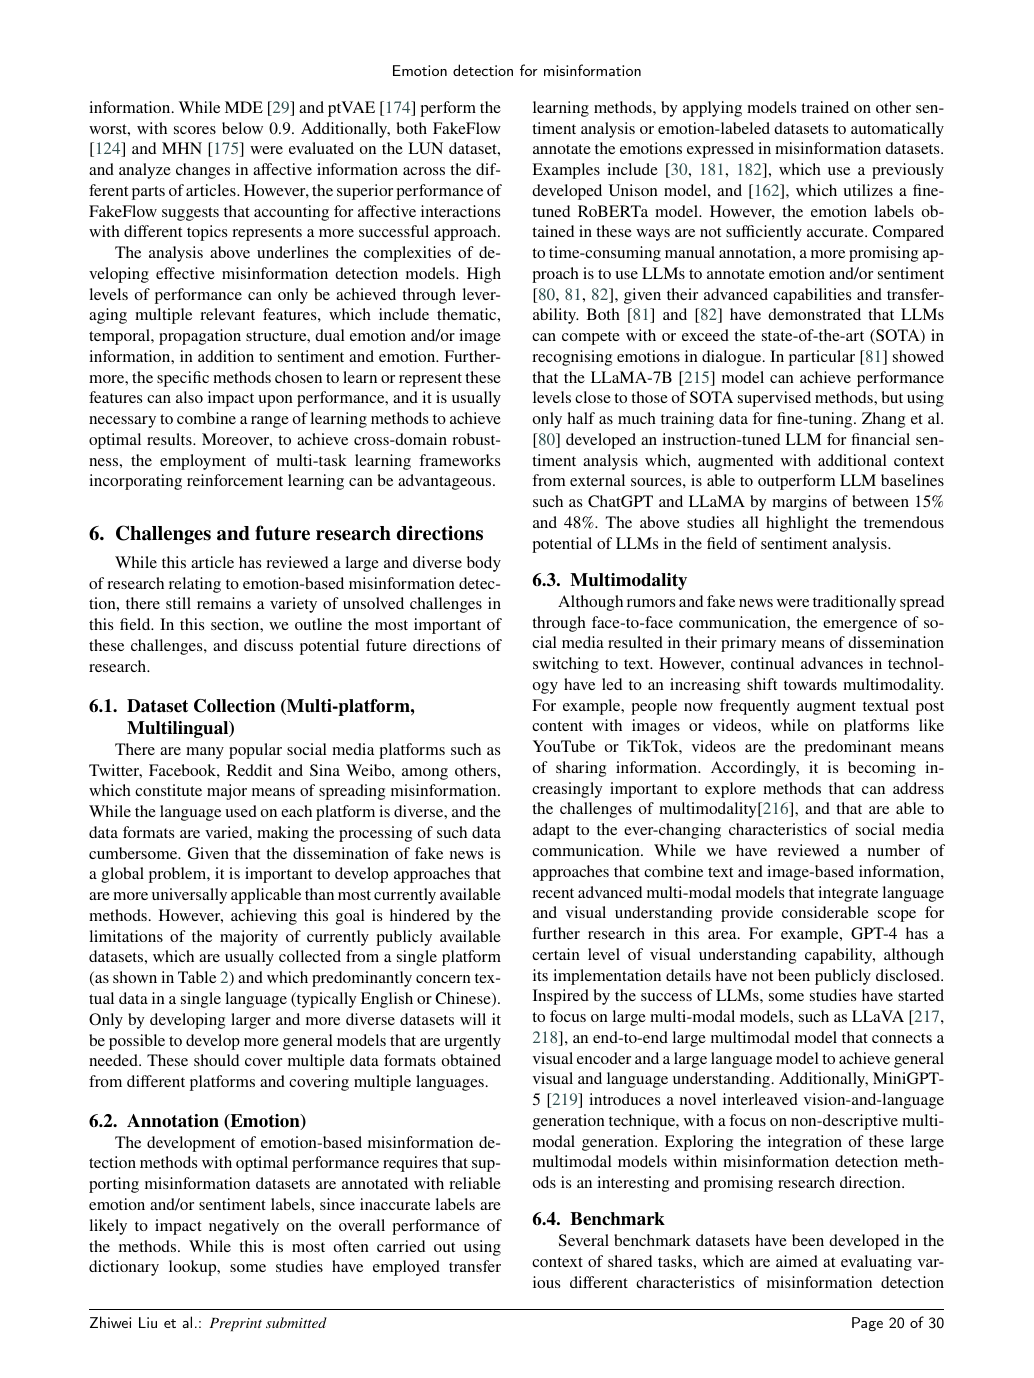 Emotion detection for misinformation
information. While MDE [29] and ptVAE [174] perform the
worst, with scores below 0.9. Additionally, both FakeFlow
[124] and MHN [175] were evaluated on the LUN dataset,
and analyze changes in affective information across the dif-
ferent parts of articles. However, the superior performance of
FakeFlow suggests that accounting for affective interactions
with different topics represents a more successful approach.
The analysis above underlines the complexities of de-
veloping effective misinformation detection models. High
levels of performance can only be achieved through lever-
aging multiple relevant features, which include thematic,
temporal, propagation structure, dual emotion and/or image
information, in addition to sentiment and emotion. Further-
more, the specific methods chosen to learn or represent these
features can also impact upon performance, and it is usually
necessary to combine a range of learning methods to achieve
optimal results. Moreover, to achieve cross-domain robust-
ness, the employment of multi-task learning frameworks
incorporating reinforcement learning can be advantageous.
6. Challenges and future research directions
While this article has reviewed a large and diverse body
of research relating to emotion-based misinformation detec-
tion, there still remains a variety of unsolved challenges in
this field. In this section, we outline the most important of
these challenges, and discuss potential future directions of
research.
6.1. Dataset Collection (Multi-platform,
Multilingual)
There are many popular social media platforms such as
Twitter, Facebook, Reddit and Sina Weibo, among others,
which constitute major means of spreading misinformation.
While the language used on each platform is diverse, and the
data formats are varied, making the processing of such data
cumbersome. Given that the dissemination of fake news is
a global problem, it is important to develop approaches that
are more universally applicable than most currently available
methods. However, achieving this goal is hindered by the
limitations of the majority of currently publicly available
datasets, which are usually collected from a single platform
(as shown in Table 2) and which predominantly concern tex-
tual data in a single language (typically English or Chinese).
Only by developing larger and more diverse datasets will it
be possible to develop more general models that are urgently
needed. These should cover multiple data formats obtained
from different platforms and covering multiple languages.
6.2. Annotation (Emotion)
The development of emotion-based misinformation de-
tection methods with optimal performance requires that sup-
porting misinformation datasets are annotated with reliable
emotion and/or sentiment labels, since inaccurate labels are
likely to impact negatively on the overall performance of
the methods. While this is most often carried out using
dictionary lookup, some studies have employed transfer
learning methods, by applying models trained on other sen-
timent analysis or emotion-labeled datasets to automatically
annotate the emotions expressed in misinformation datasets.
Examples include [30, 181, 182], which use a previously
developed Unison model, and [162], which utilizes a fine-
tuned RoBERTa model. However, the emotion labels ob-
tained in these ways are not sufficiently accurate. Compared
to time-consuming manual annotation, a more promising ap-
proach is to use LLMs to annotate emotion and/or sentiment
[80, 81, 82], given their advanced capabilities and transfer-
ability. Both [81] and [82] have demonstrated that LLMs
can compete with or exceed the state-of-the-art (SOTA) in
recognising emotions in dialogue. In particular [81] showed
that the LLaMA-7B [215] model can achieve performance
levels close to those of SOTA supervised methods, but using
only half as much training data for fine-tuning. Zhang et al.
[80] developed an instruction-tuned LLM for financial sen-
timent analysis which, augmented with additional context
from external sources, is able to outperform LLM baselines
such as ChatGPT and LLaMA by margins of between 15%
and 48%. The above studies all highlight the tremendous
potential of LLMs in the field of sentiment analysis.
6.3. Multimodality
Although rumors and fake news were traditionally spread
through face-to-face communication, the emergence of so-
cial media resulted in their primary means of dissemination
switching to text. However, continual advances in technol-
ogy have led to an increasing shift towards multimodality.
For example, people now frequently augment textual post
content with images or videos, while on platforms like
YouTube or TikTok, videos are the predominant means
of sharing information. Accordingly, it is becoming in-
creasingly important to explore methods that can address
the challenges of multimodality[216], and that are able to
adapt to the ever-changing characteristics of social media
communication. While we have reviewed a number of
approaches that combine text and image-based information,
recent advanced multi-modal models that integrate language
and visual understanding provide considerable scope for
further research in this area. For example, GPT-4 has a
certain level of visual understanding capability, although
its implementation details have not been publicly disclosed.
Inspired by the success of LLMs, some studies have started
to focus on large multi-modal models, such as LLaVA [217,
218], an end-to-end large multimodal model that connects a
visual encoder and a large language model to achieve general
visual and language understanding. Additionally, MiniGPT-
5 [219] introduces a novel interleaved vision-and-language
generation technique, with a focus on non-descriptive multi-
modal generation. Exploring the integration of these large
multimodal models within misinformation detection meth-
ods is an interesting and promising research direction.
6.4. Benchmark
Several benchmark datasets have been developed in the
context of shared tasks, which are aimed at evaluating var-
ious different characteristics of misinformation detection
Zhiwei Liu et al.: Preprint submitted
Page 20 of 30